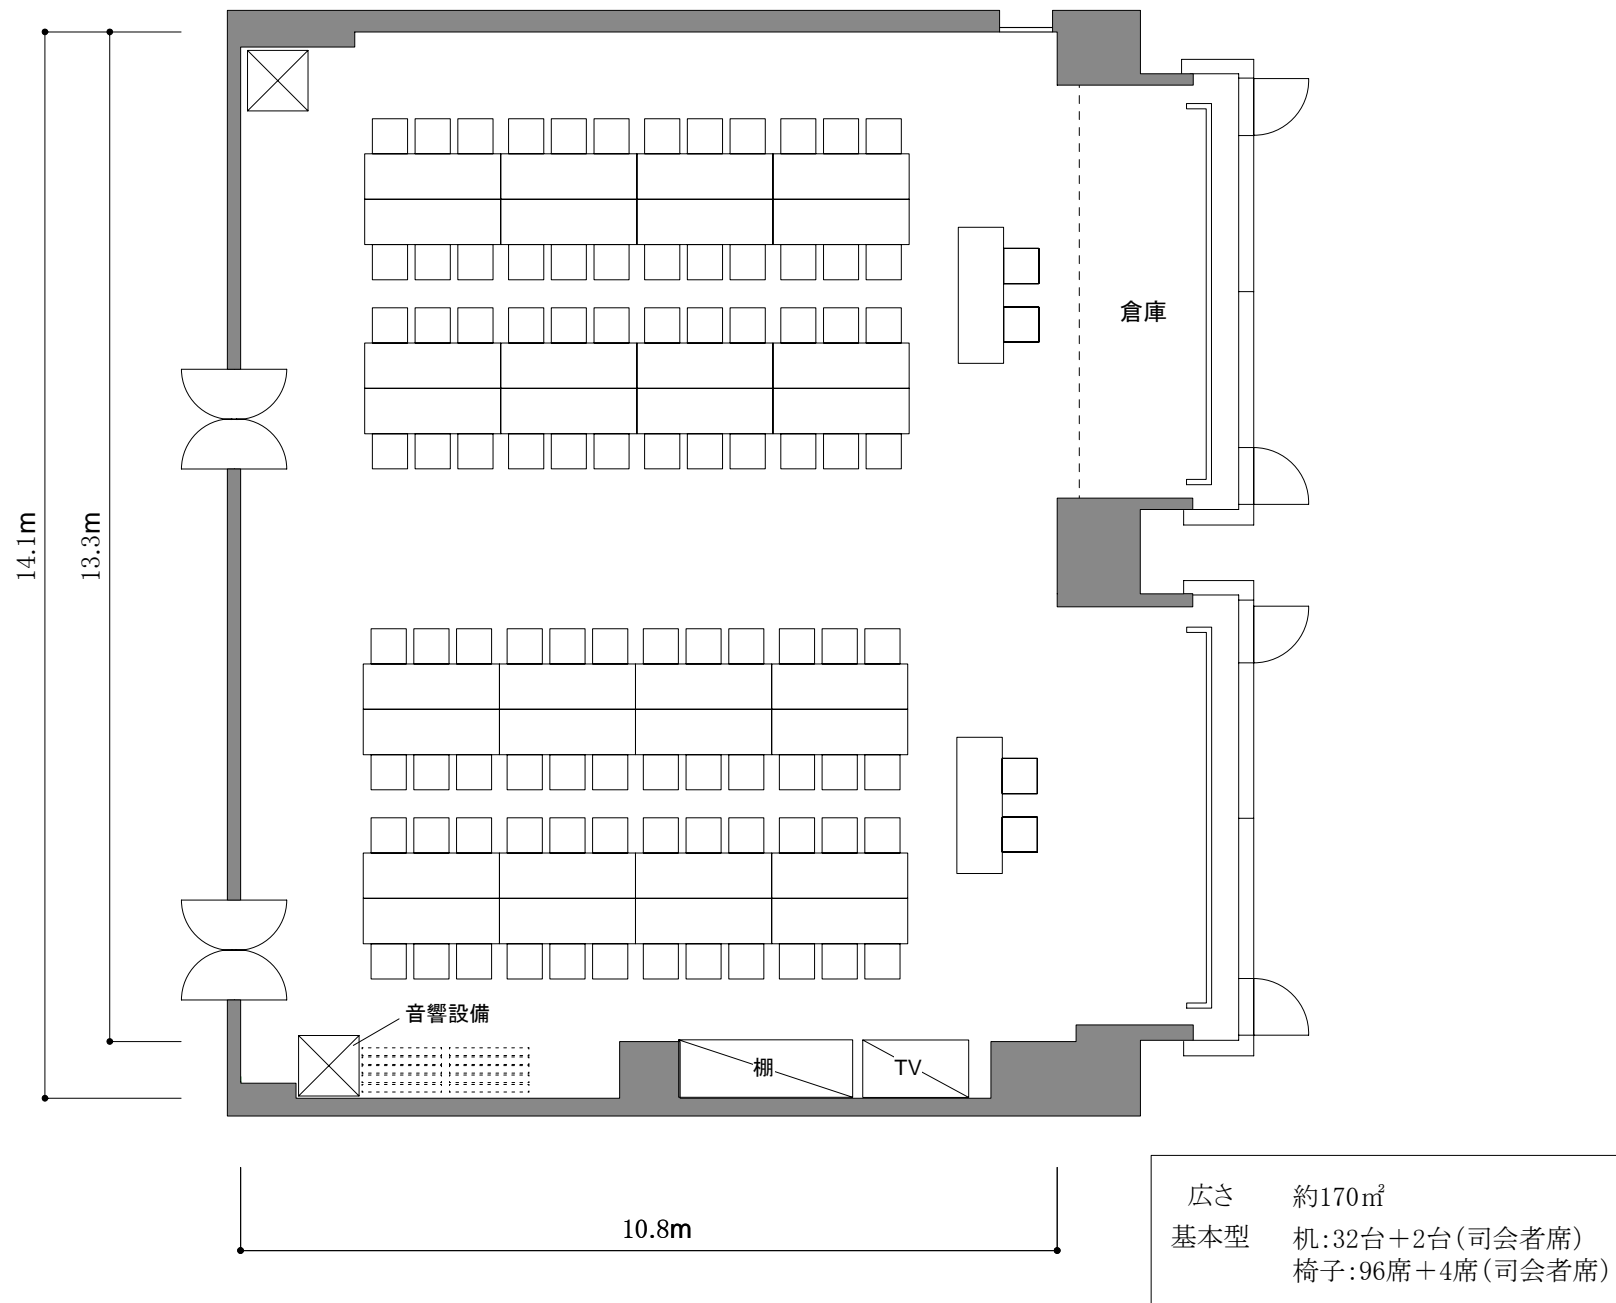 倉庫
14.1m
13.3m
音響設備
棚
TV
10.8m
広さ 約170㎡
基本型 机:32台＋2台(司会者席)
椅子:96席＋4席(司会者席)